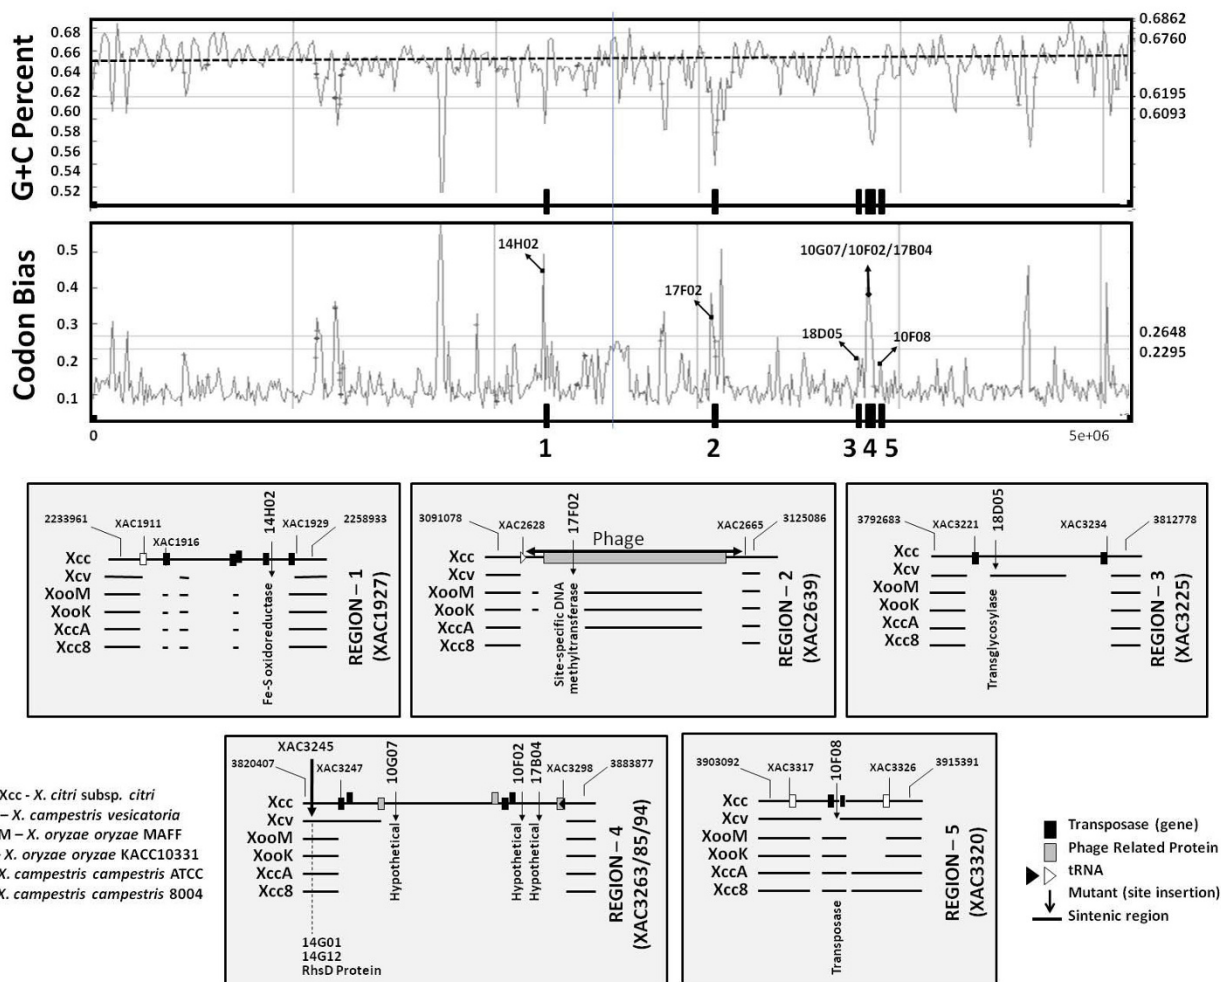 G+C Percent
0.68
0.66
0.64
0.62
0.60
0.58
0.56
0.54
0.52
0.6862
0.6760
0.6195
0.6093
Codon Bias
0.5
0.4
0.3
0.2
0.1
14H02
17F02
10G07/10F02/17B04
18D05
10F08
0.2648
0.2295
0
5e+06
1
2
3 4 5
2233961
XAC1911
XAC1916
14H02
XAC1929
2258933
Xcc
Xcv
XooM
XooK
XccA
Xcc8
Fe-S oxidoreductase
REGION – 1
(XAC1927)
3091078
XAC2628
17F02
Phage
XAC2665
3125086
Xcc
Xcv
XooM
XooK
XccA
Xcc8
Site-specific DNA
methyltransferase
REGION – 2
(XAC2639)
3792683
XAC3221
18D05
XAC3234
3812778
Xcc
Xcv
XooM
XooK
XccA
Xcc8
Transglycosylase
REGION – 3
(XAC3225)
XAC3245
3820407
XAC3247
10G07
10F02
17B04
XAC3298
3883877
Xcc
Xcv
XooM
XooK
XccA
Xcc8
Hypothetical
Hypothetical
Hypothetical
14G01
14G12
RhsD Protein
REGION – 4
(XAC3263/85/94)
3903092
XAC3317
10F08
XAC3326
3915391
Xcc
Xcv
XooM
XooK
XccA
Xcc8
Transposase
REGION – 5
(XAC3320)
Xcc - X. citri subsp. citri
– X. campestris vesicatoria
M – X. oryzae oryzae MAFF
- X. oryzae oryzae KACC10331
X. campestris campestris ATCC
X. campestris campestris 8004
Transposase (gene)
Phage Related Protein
tRNA
Mutant (site insertion)
Sintenic region